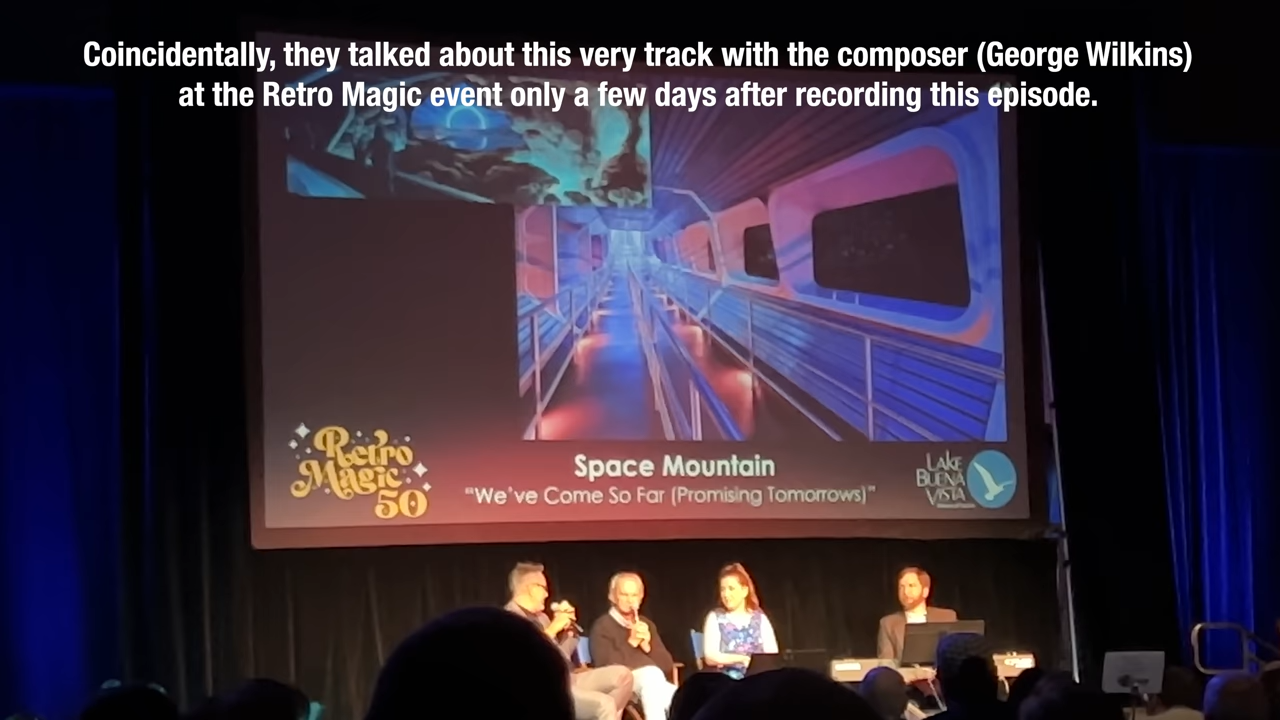 Coincidentally, they talked about this very track with the composer (George Wilkins)
at the Retro Magic event only a few days after recording this episode.
Retro
Magic
50
Space Mountain
"We've Come So Far (Promising Tomorrows)"
LAKE
BUENA
VISTA